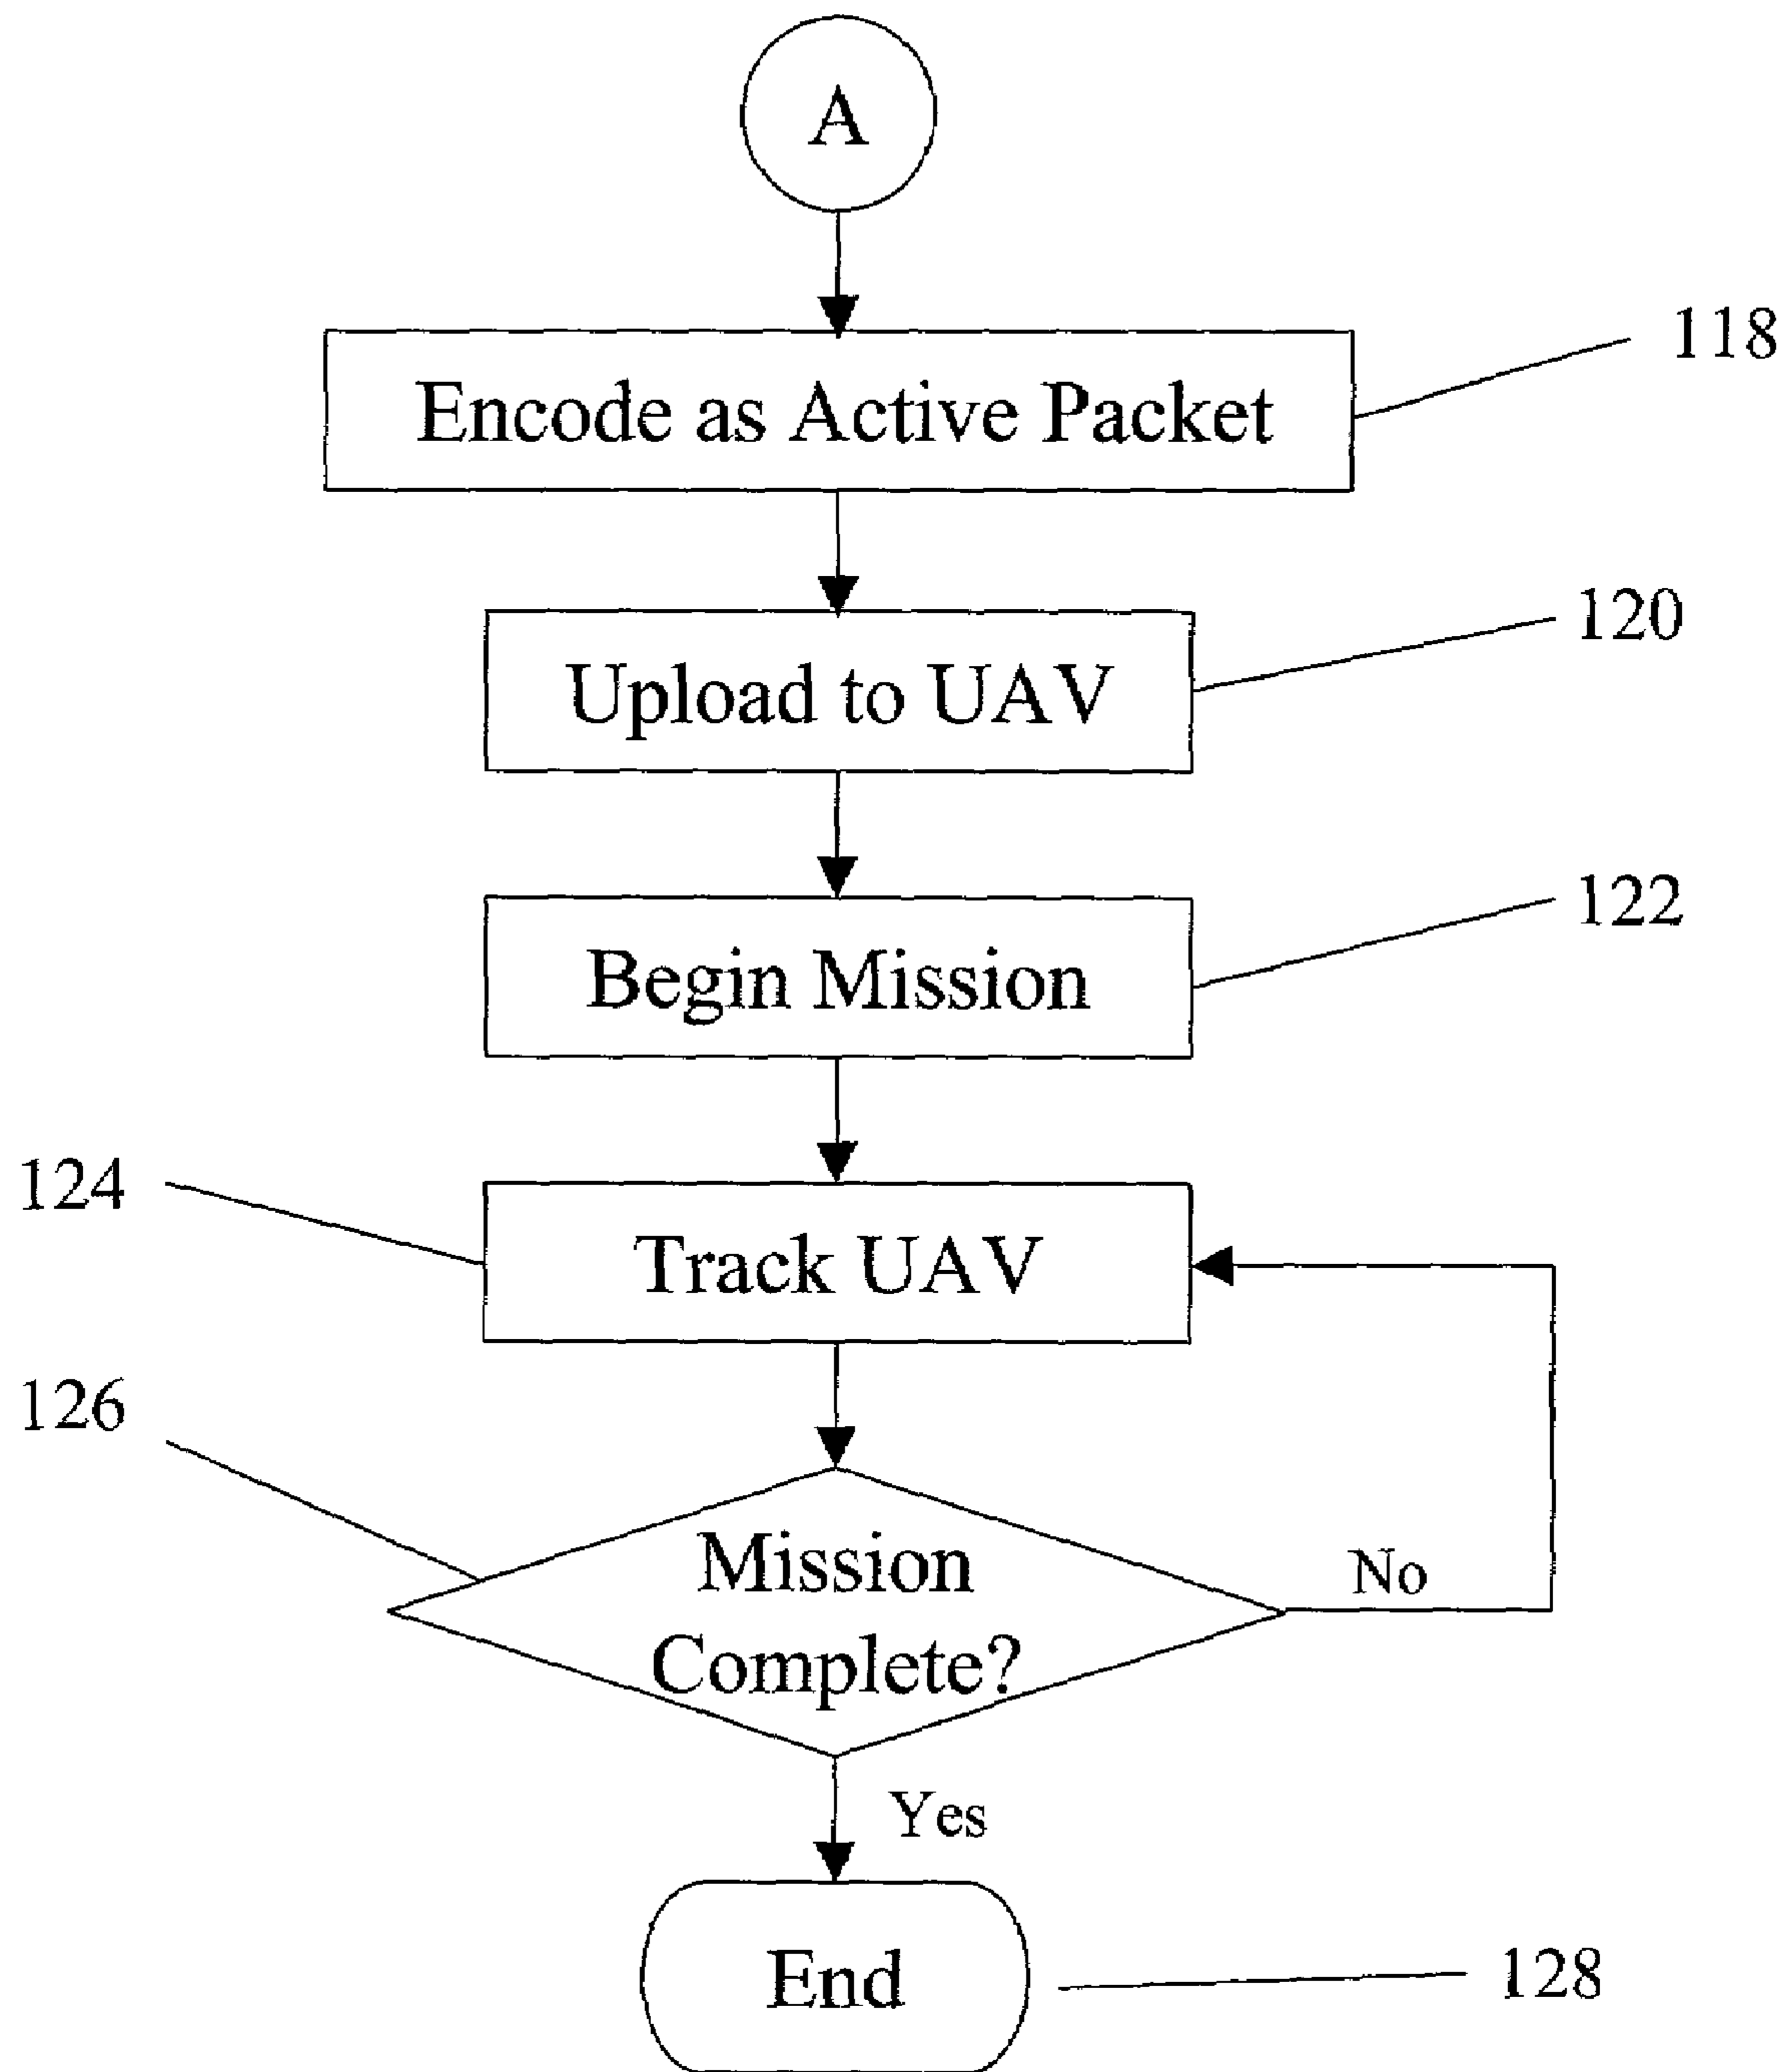 A
118
Encode as Active Packet
120
Upload to UAV
122
Begin Mission
124
Track UAV
126
Mission
No
Complete?
Yes
End
128